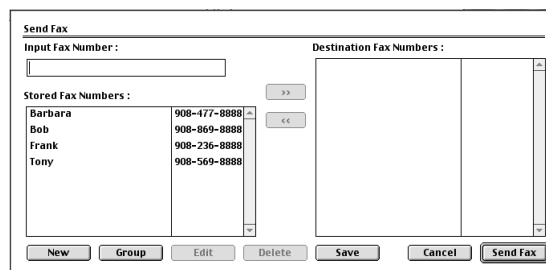 Send Fax
Input Fax Number :
Destination Fax Numbers :
>>
Stored Fax Numbers :
<<
Barbara 908-477-8888
Bob 908-869-8888
Frank 908-236-8888
Tony 908-569-8888
New Group Edit Delete Save Cancel Send Fax